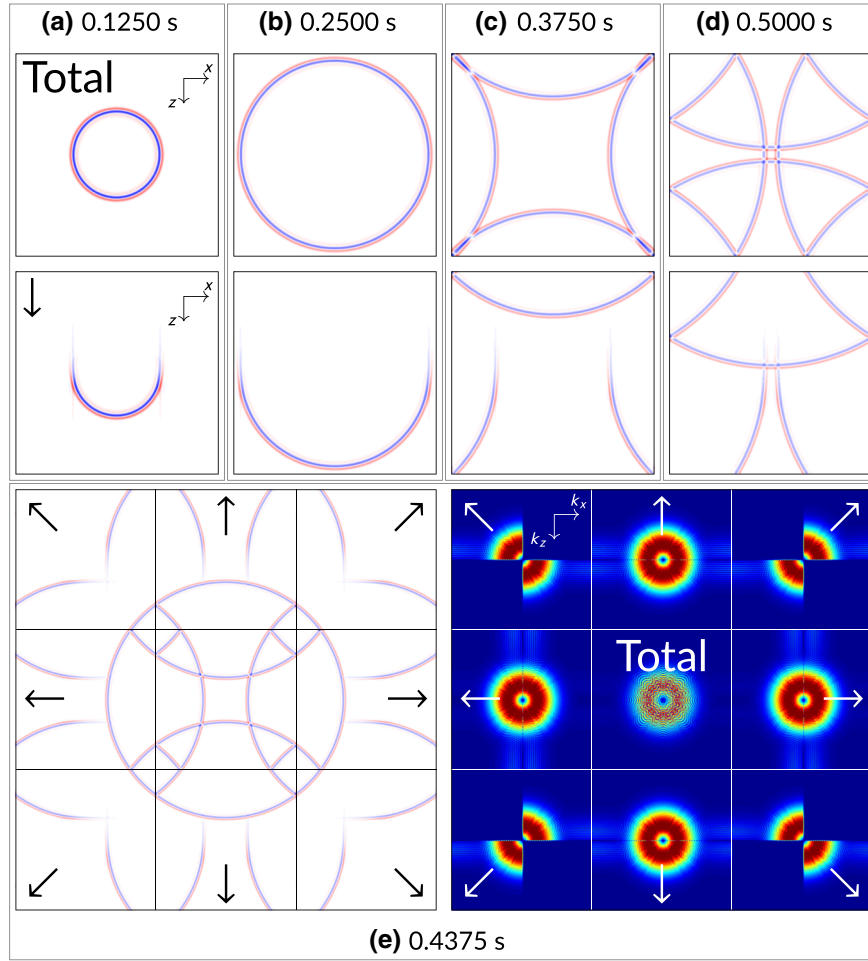 (a) 0.1250 s
(b) 0.2500 s
(c) 0.3750 s
(d) 0.5000 s
Total
x
z
x
z
k_x
k_z
Total
(e) 0.4375 s